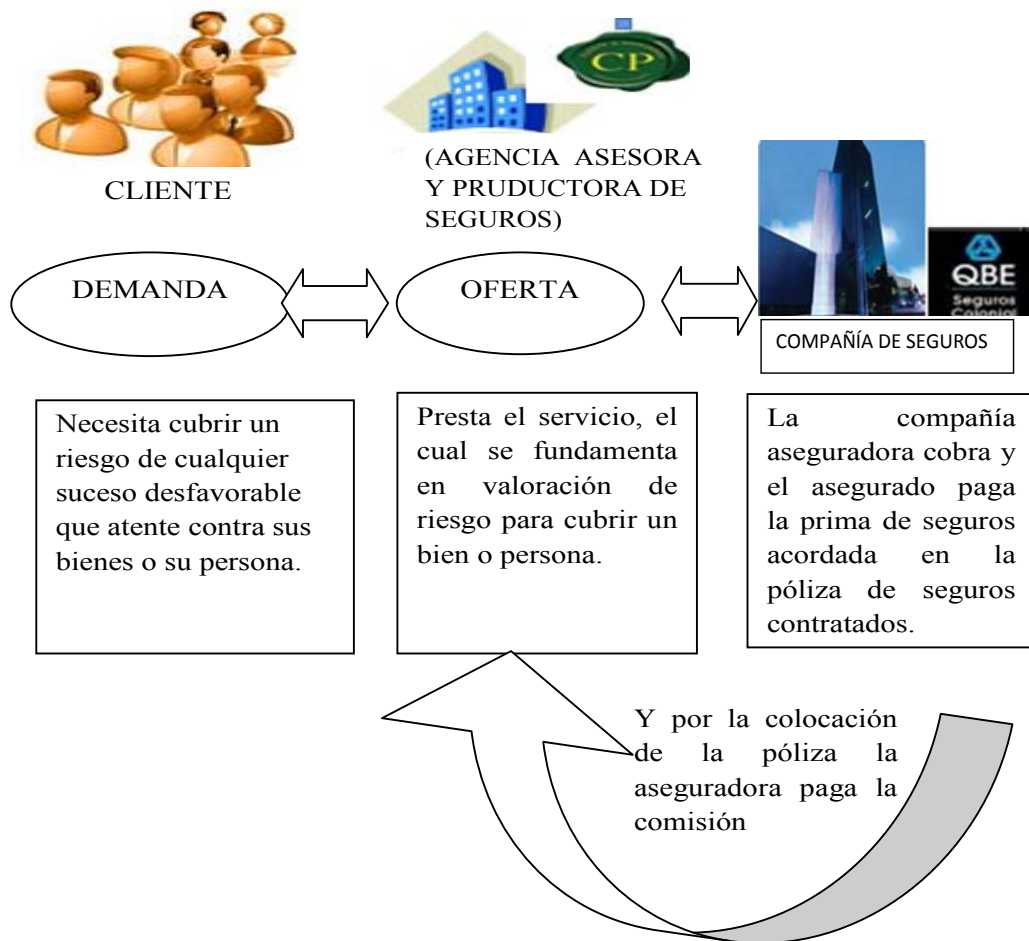 CP
CLIENTE
(AGENCIA ASESORA
Y PRUDUCTORA DE
SEGUROS)
DEMANDA
OFERTA
QBE
Seguros
Colonial
COMPAÑÍA DE SEGUROS
Necesita cubrir un
riesgo de cualquier
suceso desfavorable
que atente contra sus
bienes o su persona.
Presta el servicio, el
cual se fundamenta
en valoración de
riesgo para cubrir un
bien o persona.
La compañía
aseguradora cobra y
el asegurado paga
la prima de seguros
acordada en la
póliza de seguros
contratados.
Y por la colocación
de la póliza la
aseguradora paga la
comisión